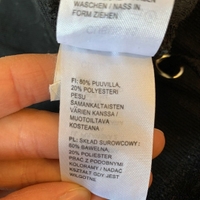 WASCHEN / NASS IN
FORM ZIEHEN
FI: 80% PUUVILLA,
20% POLYESTERI
PESU
SAMANKALTAISTEN
VÄRIEN KANSSA /
MUOTOILTAVA
KOSTEANA
PL: SKŁAD SUROWCOWY:
80% BAWEŁNA,
20% POLIESTER
PRAĆ Z PODOBNYMI
KOLORAMI / NADAĆ
KSZTAŁT GDY JEST
WILGOTNE